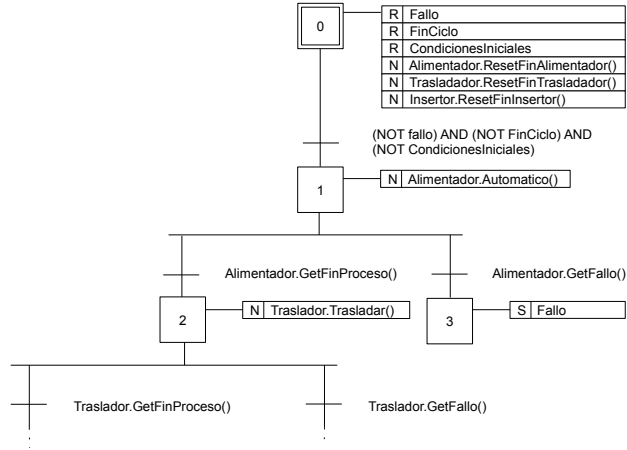 0
R Fallo
R FinCiclo
R CondicionesIniciales
N Alimentador.ResetFinAlimentador()
N Trasladador.ResetFinTrasladador()
N Insertor.ResetFinInsertor()
(NOT fallo) AND (NOT FinCiclo) AND
(NOT CondicionesIniciales)
1
N Alimentador.Automatico()
Alimentador.GetFinProceso()
Alimentador.GetFallo()
2
N Traslador.Trasladar()
3
S Fallo
Traslador.GetFinProceso()
Traslador.GetFallo()